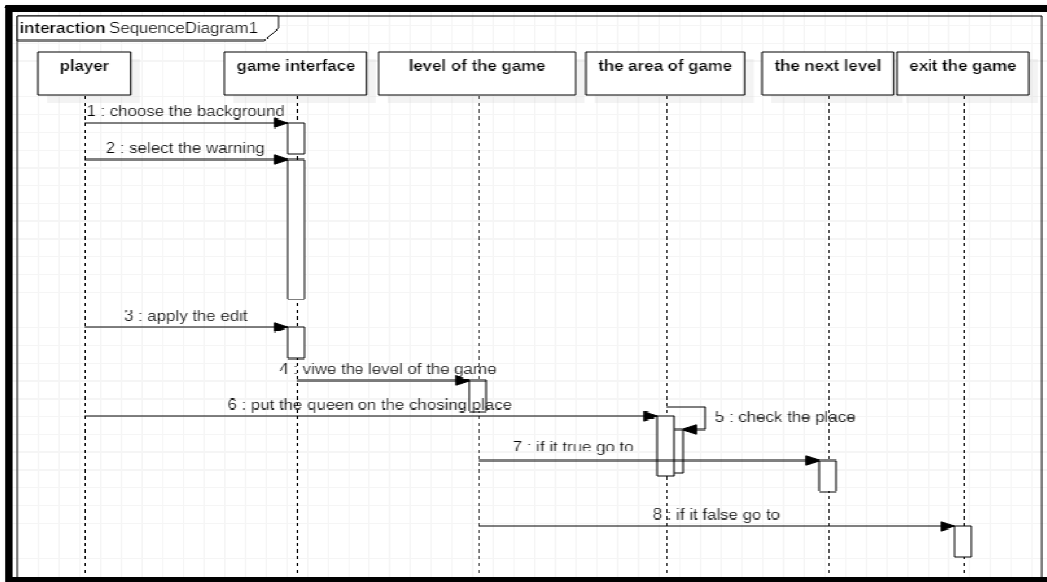 interaction SequenceDiagram1
player
game interface
level of the game
the area of game
the next level
exit the game
1 : choose the background
2 : select the warning
3 : apply the edit
4 : viwe the level of the game
6 : put the queen on the chosing place
5 : check the place
7 : if it true go to
8 : if it false go to